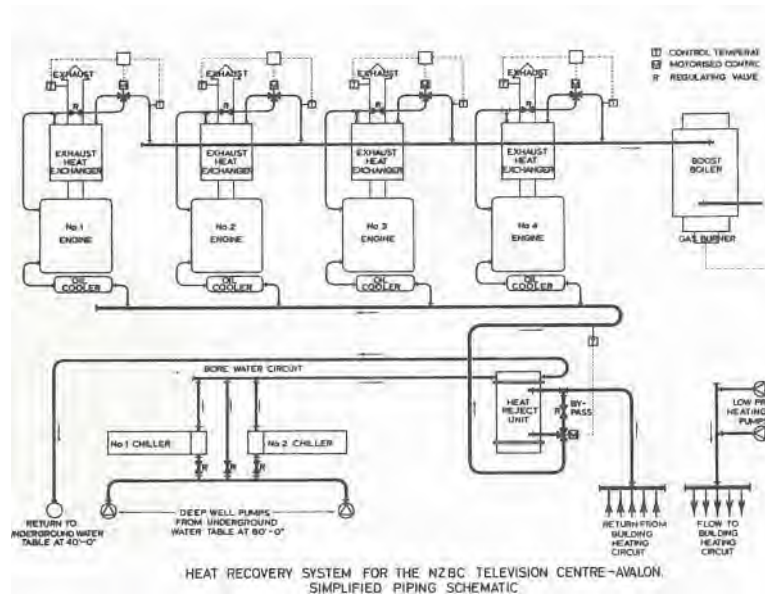 EXHAUST
EXHAUST
EXHAUST
EXHAUST
T CONTROL
M MOTORISED
R REGULATING VALVE
R
R
R
R
EXHAUST
HEAT
EXCHANGER
EXHAUST
HEAT
EXCHANGER
EXHAUST
HEAT
EXCHANGER
EXHAUST
HEAT
EXCHANGER
BOOST
BOILER
No.1
ENGINE
No.2
ENGINE
No 3
ENGINE
No 4
ENGINE
GAS BURNER
OIL
COOLER
OIL
COOLER
OIL
COOLER
OIL
COOLER
BORE WATER CIRCUIT
HEAT
REJECT
UNIT
R
BY-
PASS
M
T
LOW
HEATING
No 1 CHILLER
No 2 CHILLER
R
R
R
RETURN TO
UNDERGROUND WATER
TABLE AT 40'-0"
DEEP WELL PUMPS
FROM UNDERGROUND
WATER TABLE AT 80'-0"
RETURN FROM
BUILDING
HEATING
CIRCUIT
FLOW TO
BUILDING
HEATING
CIRCUIT
HEAT RECOVERY SYSTEM FOR THE NZBC TELEVISION CENTRE-AVALON.
SIMPLIFIED PIPING SCHEMATIC